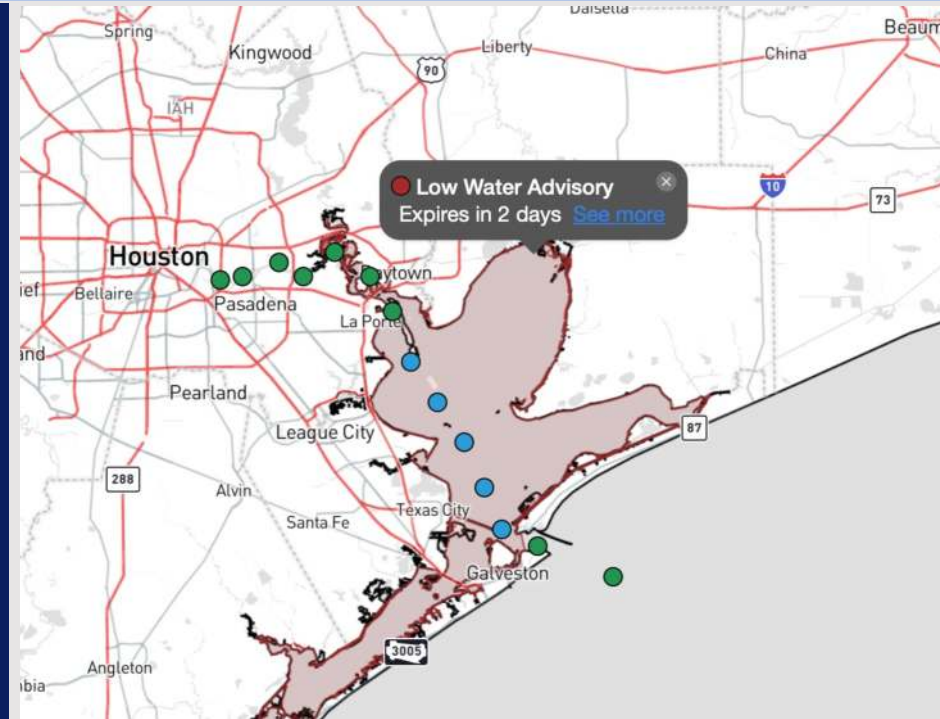 Daisetta
Spring
Kingwood
Liberty
China
Beaum
90
IAH
Low Water Advisory
Expires in 2 days See more
10
73
Houston
Baytown
ief
Bellaire
Pasadena
La Porte
and
Pearland
League City
87
288
Alvin
Texas City
Santa Fe
Galveston
3005
Angleton
bia